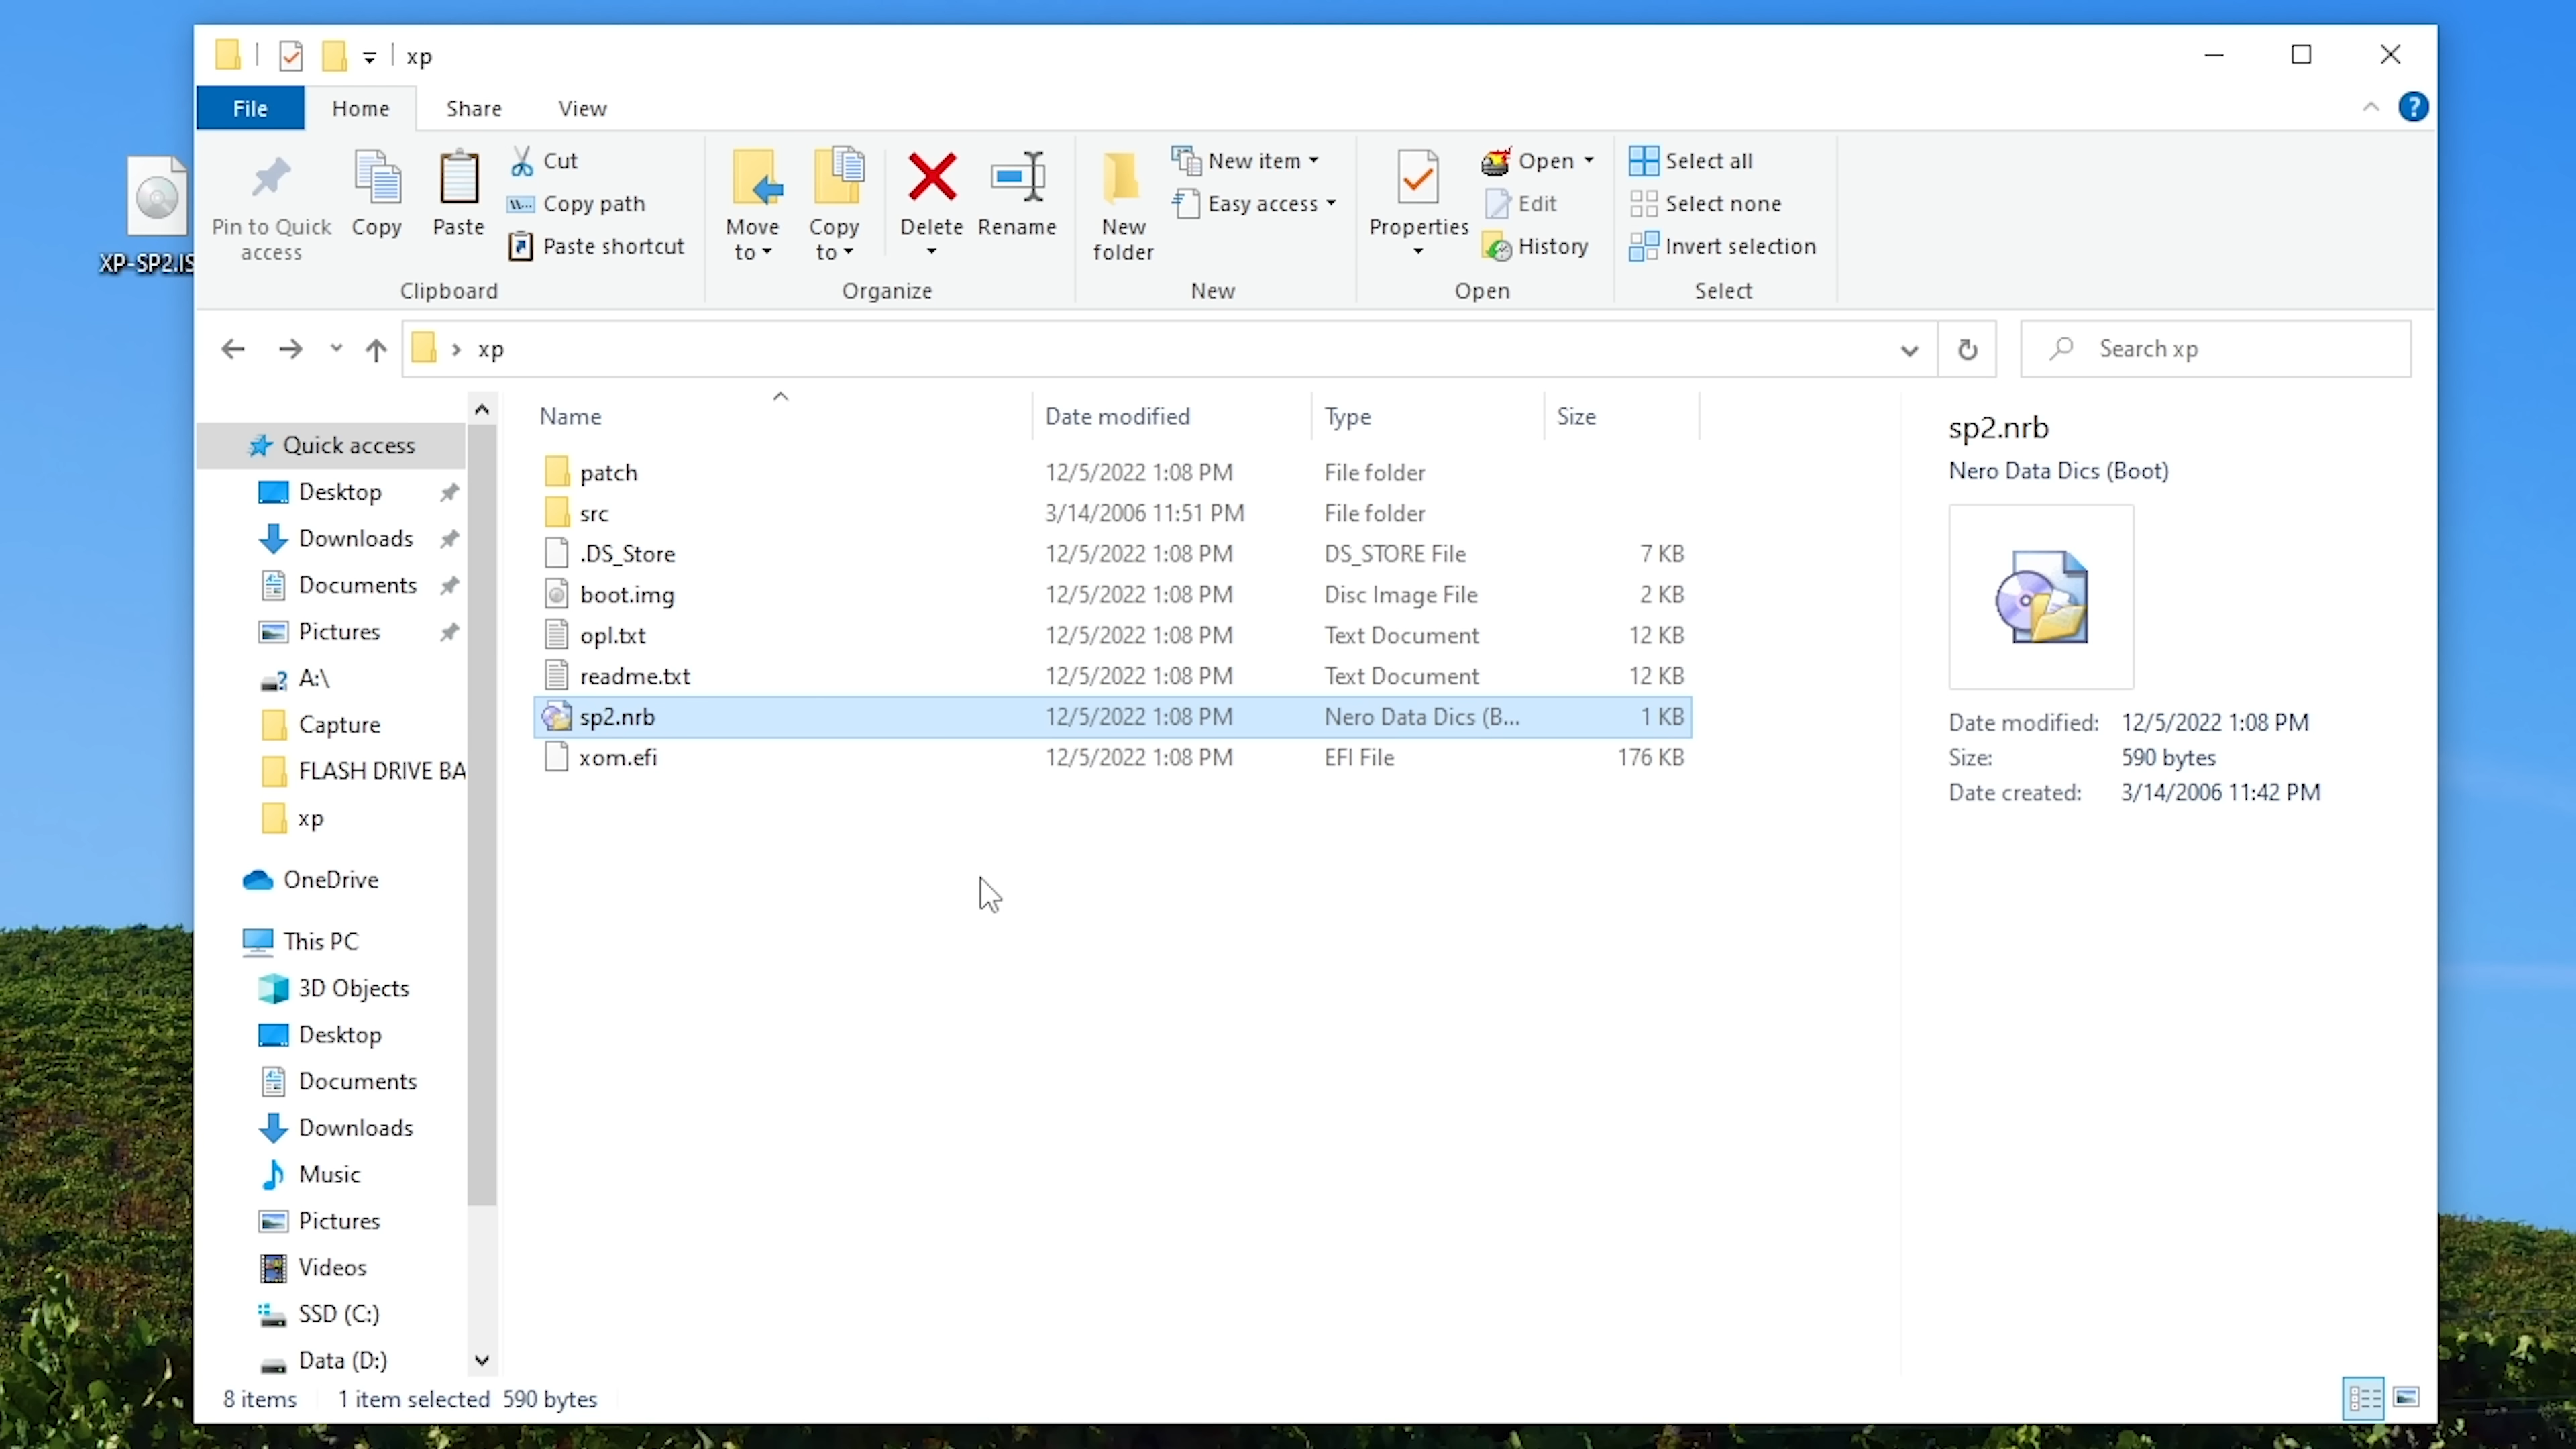 xp
File Home Share View
Pin to Quick access
Copy
Paste
Cut
Copy path
Paste shortcut
Clipboard
Move to
Copy to
Delete
Rename
Organize
New folder
New item
Easy access
New
Properties
Open
Edit
History
Open
Select all
Select none
Invert selection
Select
XP-SP2.IS
xp
Search xp
Quick access
Desktop
Downloads
Documents
Pictures
A:\
Capture
FLASH DRIVE BA
xp
OneDrive
This PC
3D Objects
Desktop
Documents
Downloads
Music
Pictures
Videos
SSD (C:)
Data (D:)
Name Date modified Type Size
patch 12/5/2022 1:08 PM File folder
src 3/14/2006 11:51 PM File folder
.DS_Store 12/5/2022 1:08 PM DS_STORE File 7 KB
boot.img 12/5/2022 1:08 PM Disc Image File 2 KB
opl.txt 12/5/2022 1:08 PM Text Document 12 KB
readme.txt 12/5/2022 1:08 PM Text Document 12 KB
sp2.nrb 12/5/2022 1:08 PM Nero Data Dics (B... 1 KB
xom.efi 12/5/2022 1:08 PM EFI File 176 KB
sp2.nrb
Nero Data Dics (Boot)
Date modified: 12/5/2022 1:08 PM
Size: 590 bytes
Date created: 3/14/2006 11:42 PM
8 items 1 item selected 590 bytes